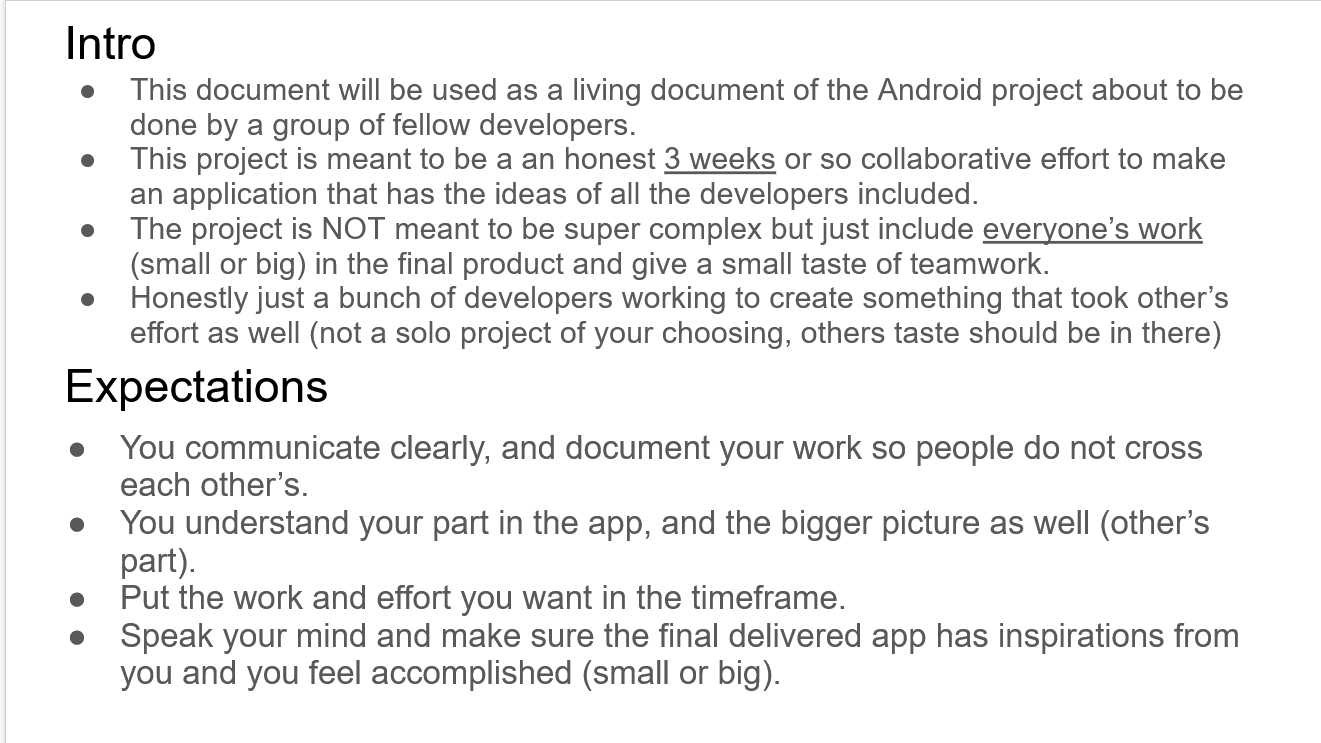 Intro
● This document will be used as a living document of the Android project about to be
done by a group of fellow developers.
● This project is meant to be a an honest 3 weeks or so collaborative effort to make
an application that has the ideas of all the developers included.
● The project is NOT meant to be super complex but just include everyone’s work
(small or big) in the final product and give a small taste of teamwork.
● Honestly just a bunch of developers working to create something that took other’s
effort as well (not a solo project of your choosing, others taste should be in there)
Expectations
● You communicate clearly, and document your work so people do not cross
each other’s.
● You understand your part in the app, and the bigger picture as well (other’s
part).
● Put the work and effort you want in the timeframe.
● Speak your mind and make sure the final delivered app has inspirations from
you and you feel accomplished (small or big).